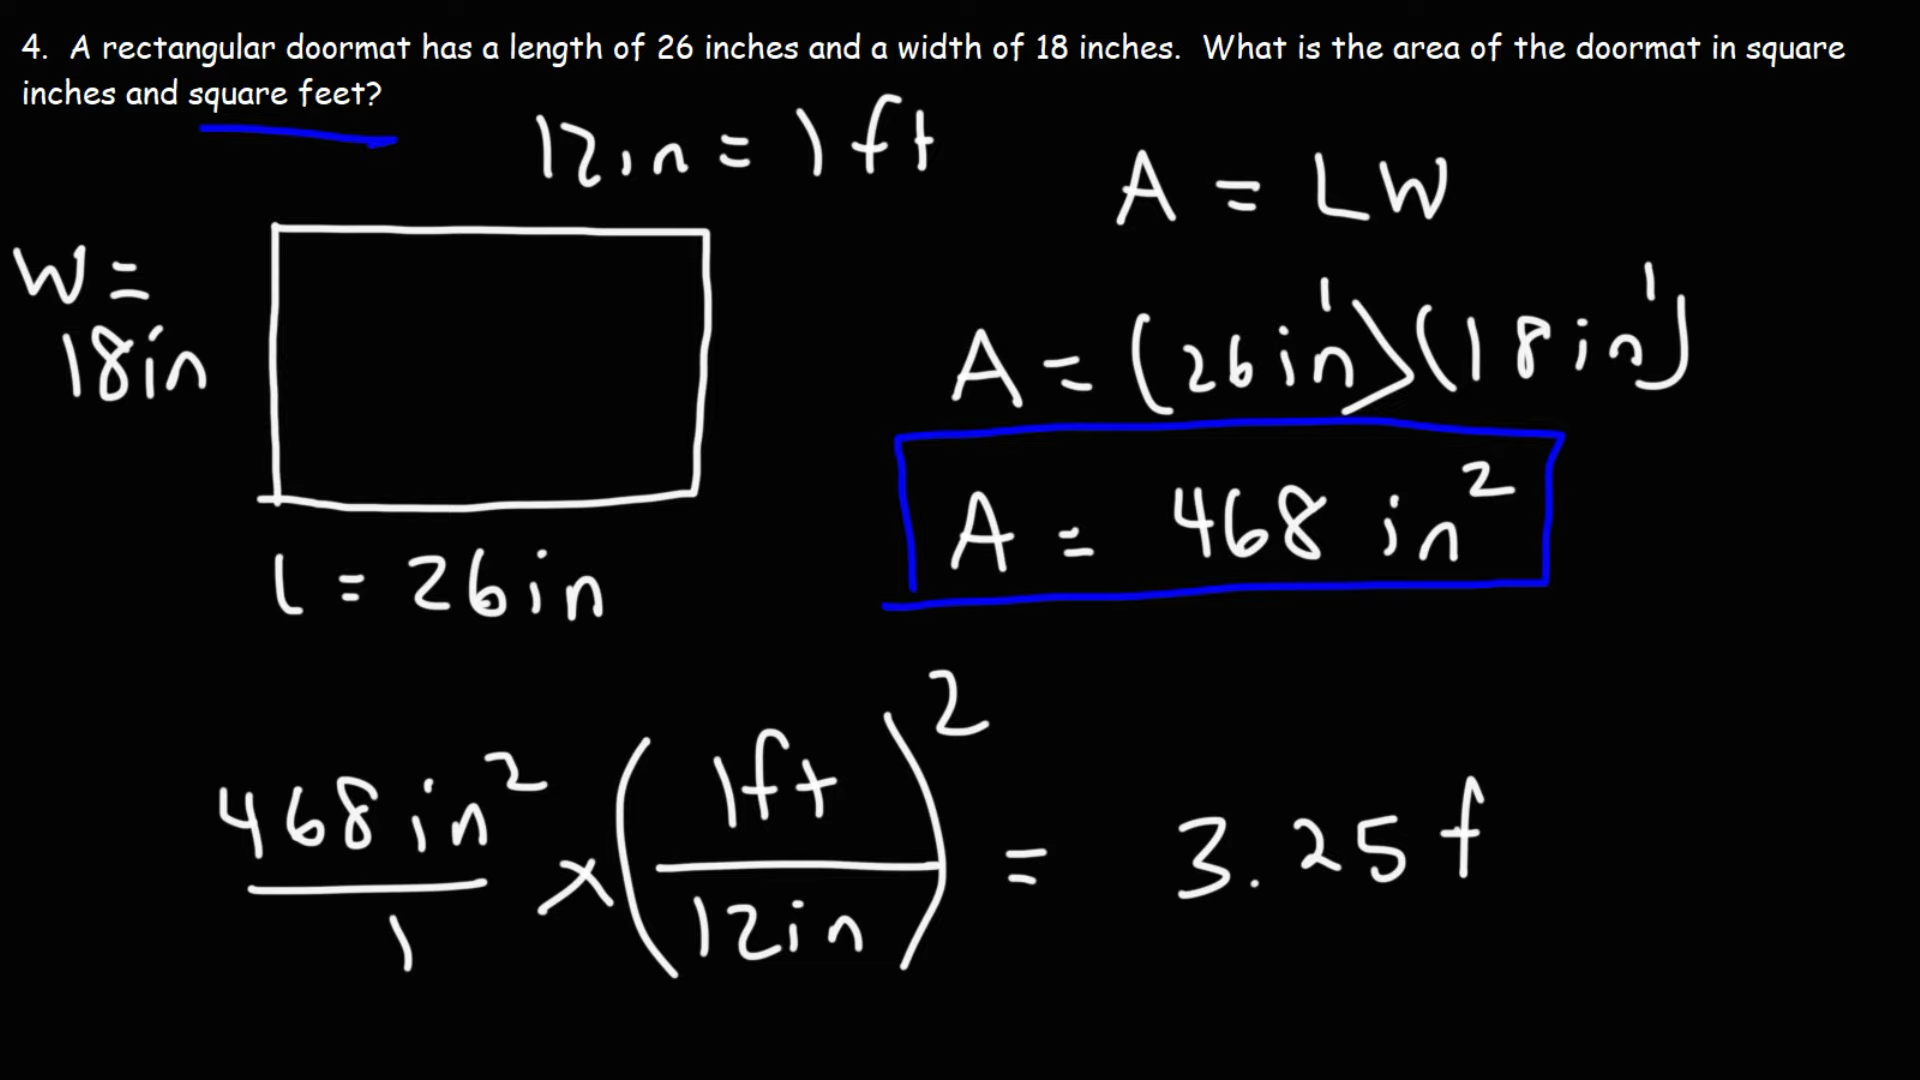 4. A rectangular doormat has a length of 26 inches and a width of 18 inches. What is the area of the doormat in square
inches and square feet?
12in = 1ft
A = LW
W =
18in
A = (26in¹)(18in¹)
A = 468 in²
L = 26in
468in²/1 x (1ft/12in)² = 3.25 f